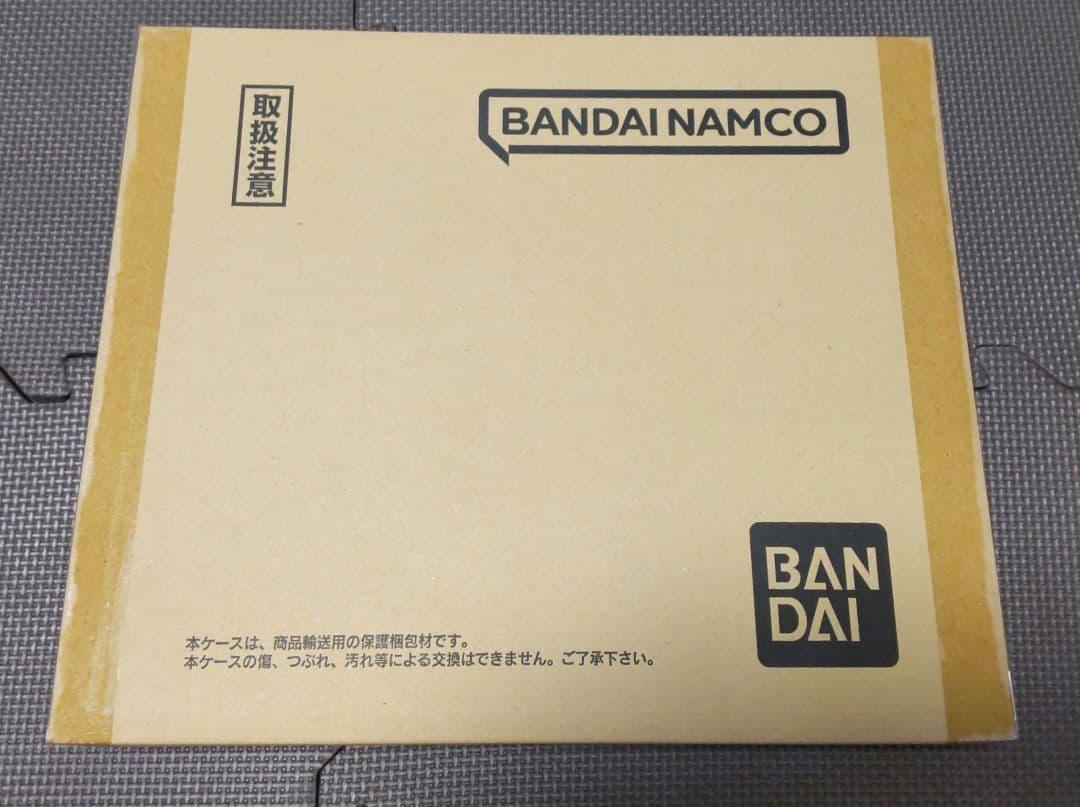 取扱注意
BANDAI NAMCO
BAN
DAI
本ケースは、商品輸送用の保護梱包材です。
本ケースの傷、つぶれ、汚れ等による交換はできません。ご了承下さい。